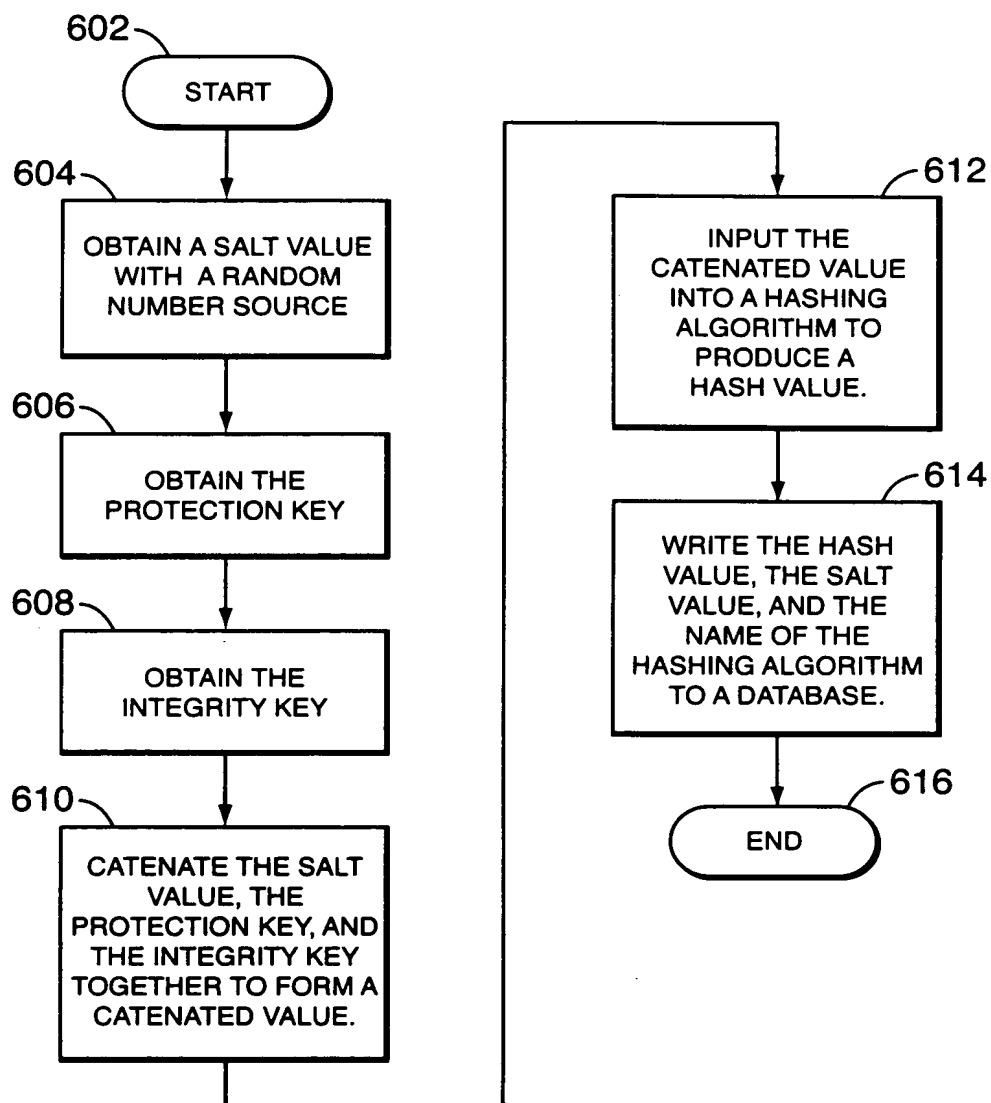 602
START
604
OBTAIN A SALT VALUE
WITH A RANDOM
NUMBER SOURCE
606
OBTAIN THE
PROTECTION KEY
608
OBTAIN THE
INTEGRITY KEY
610
CATENATE THE SALT
VALUE, THE
PROTECTION KEY, AND
THE INTEGRITY KEY
TOGETHER TO FORM A
CATENATED VALUE.
612
INPUT THE
CATENATED VALUE
INTO A HASHING
ALGORITHM TO
PRODUCE A
HASH VALUE.
614
WRITE THE HASH
VALUE, THE SALT
VALUE, AND THE
NAME OF THE
HASHING ALGORITHM
TO A DATABASE.
616
END